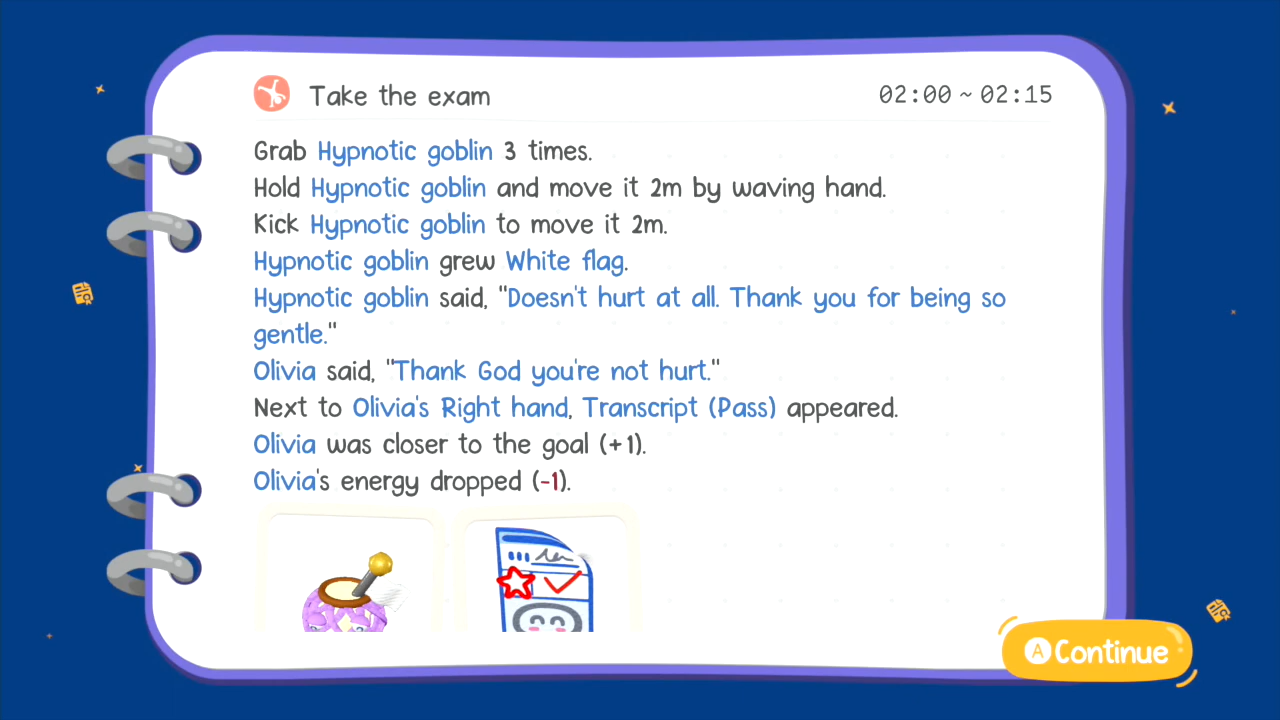 Take the exam
02:00 ~ 02:15
Grab Hypnotic goblin 3 times.
Hold Hypnotic goblin and move it 2m by waving hand.
Kick Hypnotic goblin to move it 2m.
Hypnotic goblin grew White flag.
Hypnotic goblin said, "Doesn't hurt at all. Thank you for being so
gentle."
Olivia said, "Thank God you're not hurt."
Next to Olivia's Right hand, Transcript (Pass) appeared.
Olivia was closer to the goal (+1).
Olivia's energy dropped (-1).
A Continue